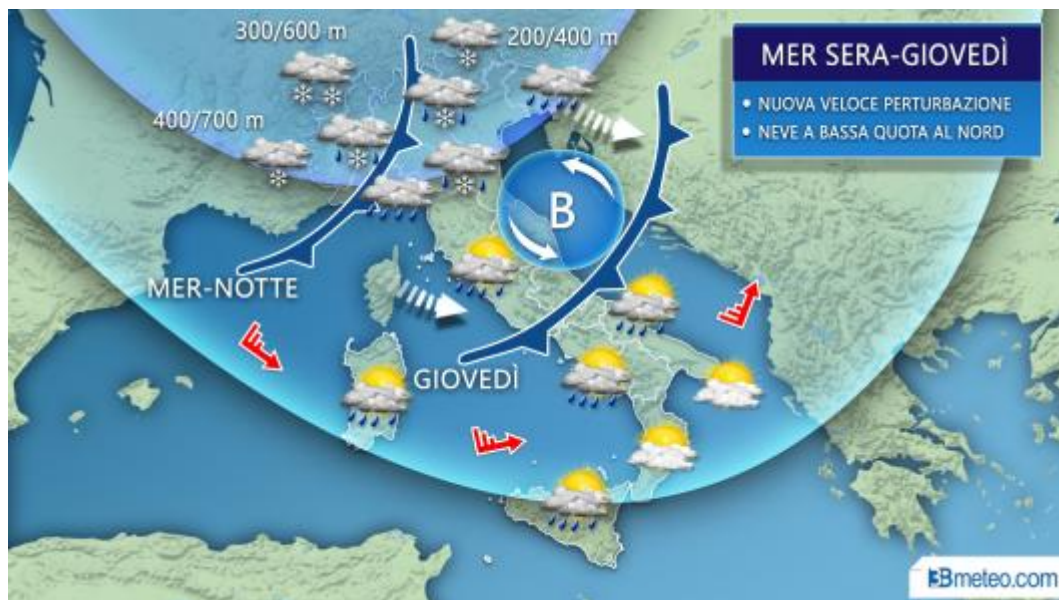 300/600 m
200/400 m
400/700 m
MER SERA-GIOVEDÌ
• NUOVA VELOCE PERTURBAZIONE
• NEVE A BASSA QUOTA AL NORD
B
MER-NOTTE
GIOVEDÌ
3Bmeteo.com